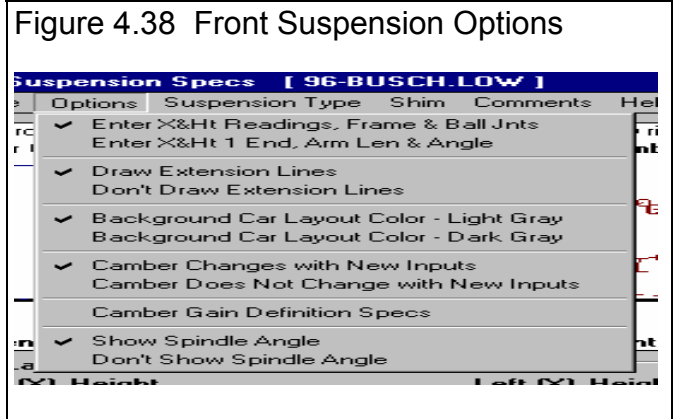 Figure 4.38 Front Suspension Options
Suspension Specs [ 96-BUSCH.LOW ]
Options Suspension Type Shim Comments Hel
Enter X&Ht Readings, Frame & Ball Jnts
Enter X&Ht 1 End, Arm Len & Angle
Draw Extension Lines
Don't Draw Extension Lines
Background Car Layout Color - Light Gray
Background Car Layout Color - Dark Gray
Camber Changes with New Inputs
Camber Does Not Change with New Inputs
Camber Gain Definition Specs
Show Spindle Angle
Don't Show Spindle Angle
(X) Height Left (X) Heigh